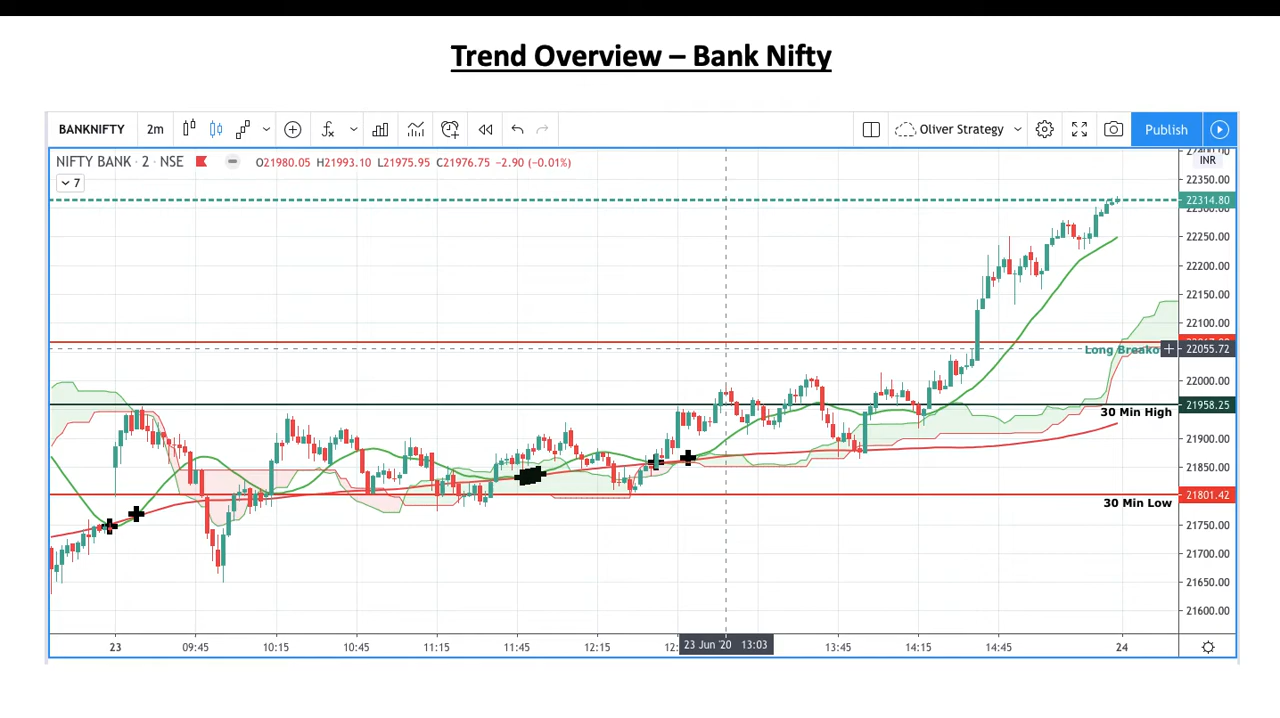 Trend Overview – Bank Nifty
BANKNIFTY 2m Oliver Strategy Publish
NIFTY BANK · 2 · NSE O21980.05 H21993.10 L21975.95 C21976.75 -2.90 (-0.01%)
INR
7
22350.00
22314.80
22300.00
22250.00
22200.00
22150.00
22100.00
Long Breako
22055.72
22000.00
21958.25
30 Min High
21900.00
21850.00
21801.42
30 Min Low
21750.00
21700.00
21650.00
21600.00
23 09:45 10:15 10:45 11:15 11:45 12:15 12: 23 Jun '20 13:03 13:45 14:15 14:45 24